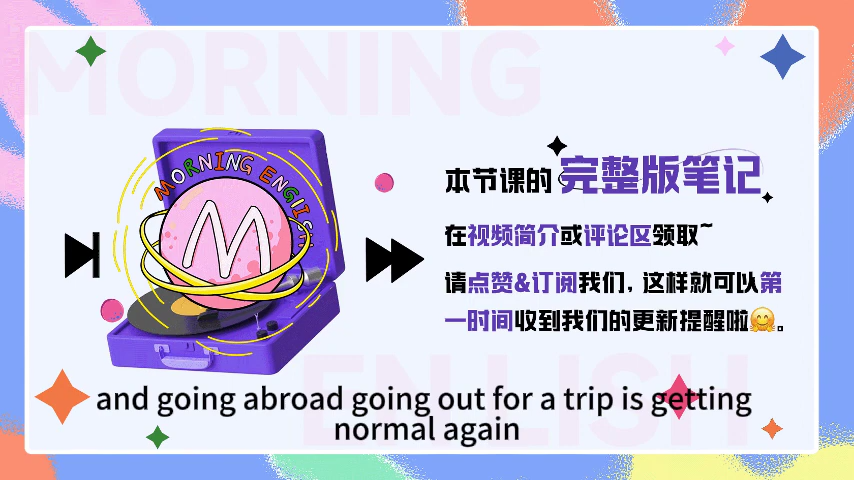 MORNING
MORNING ENGLISH
M
本节课的 完整版笔记
在视频简介或评论区领取~
请点赞&订阅我们，这样就可以第
一时间收到我们的更新提醒啦🤗。
and going abroad going out for a trip is getting
normal again